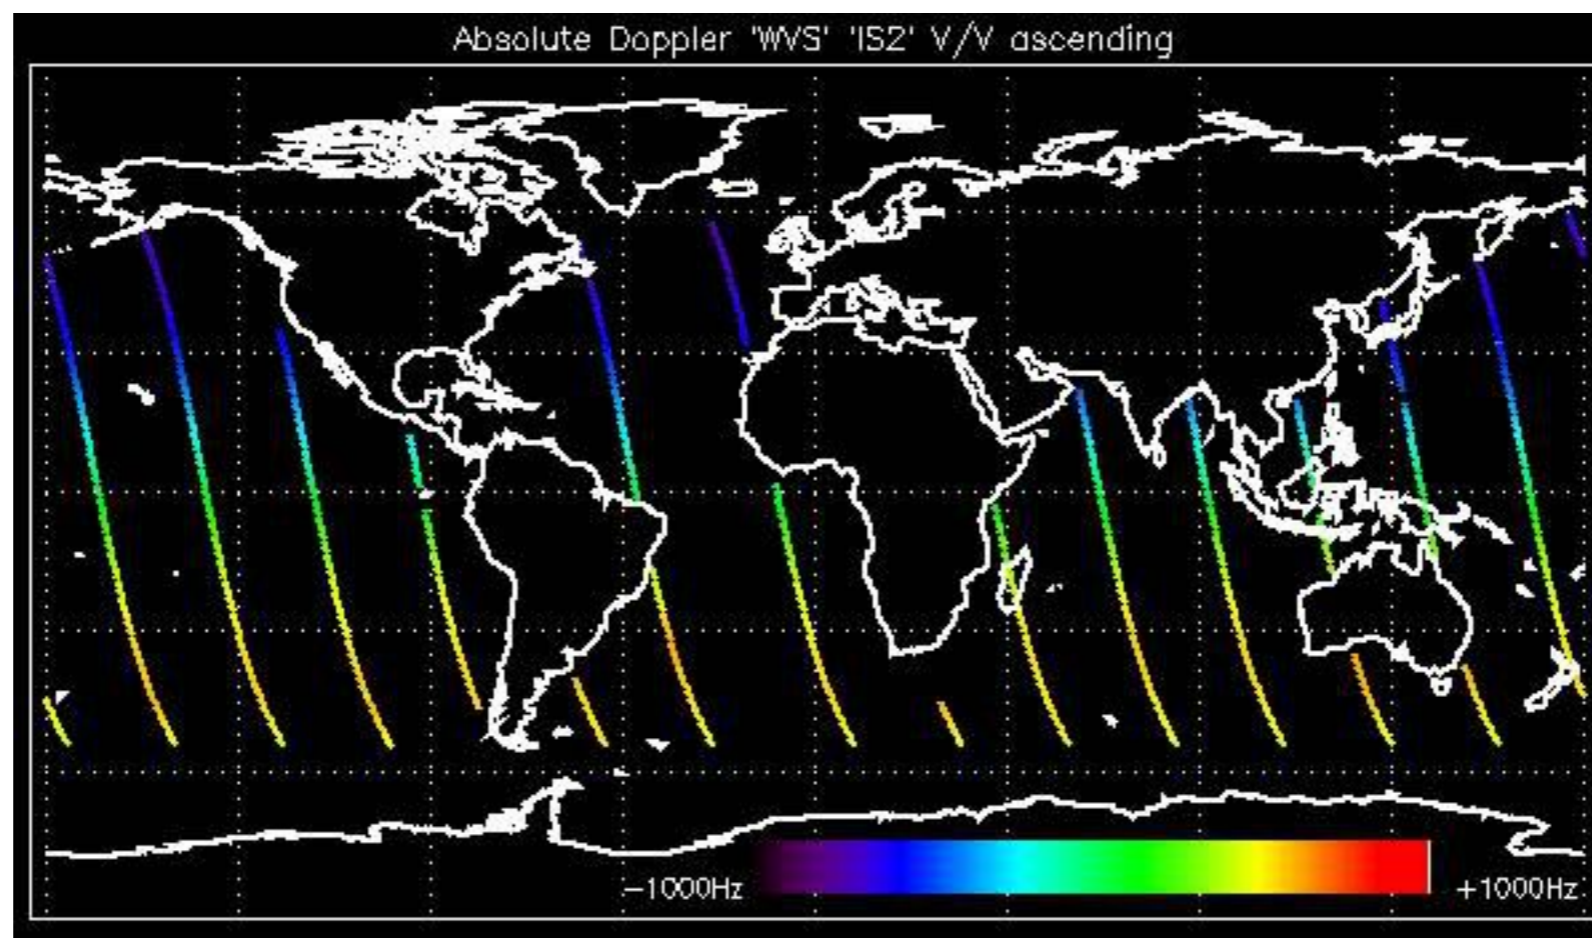 Absolute Doppler 'WVS' 'IS2' V/V ascending
−1000Hz
+1000Hz